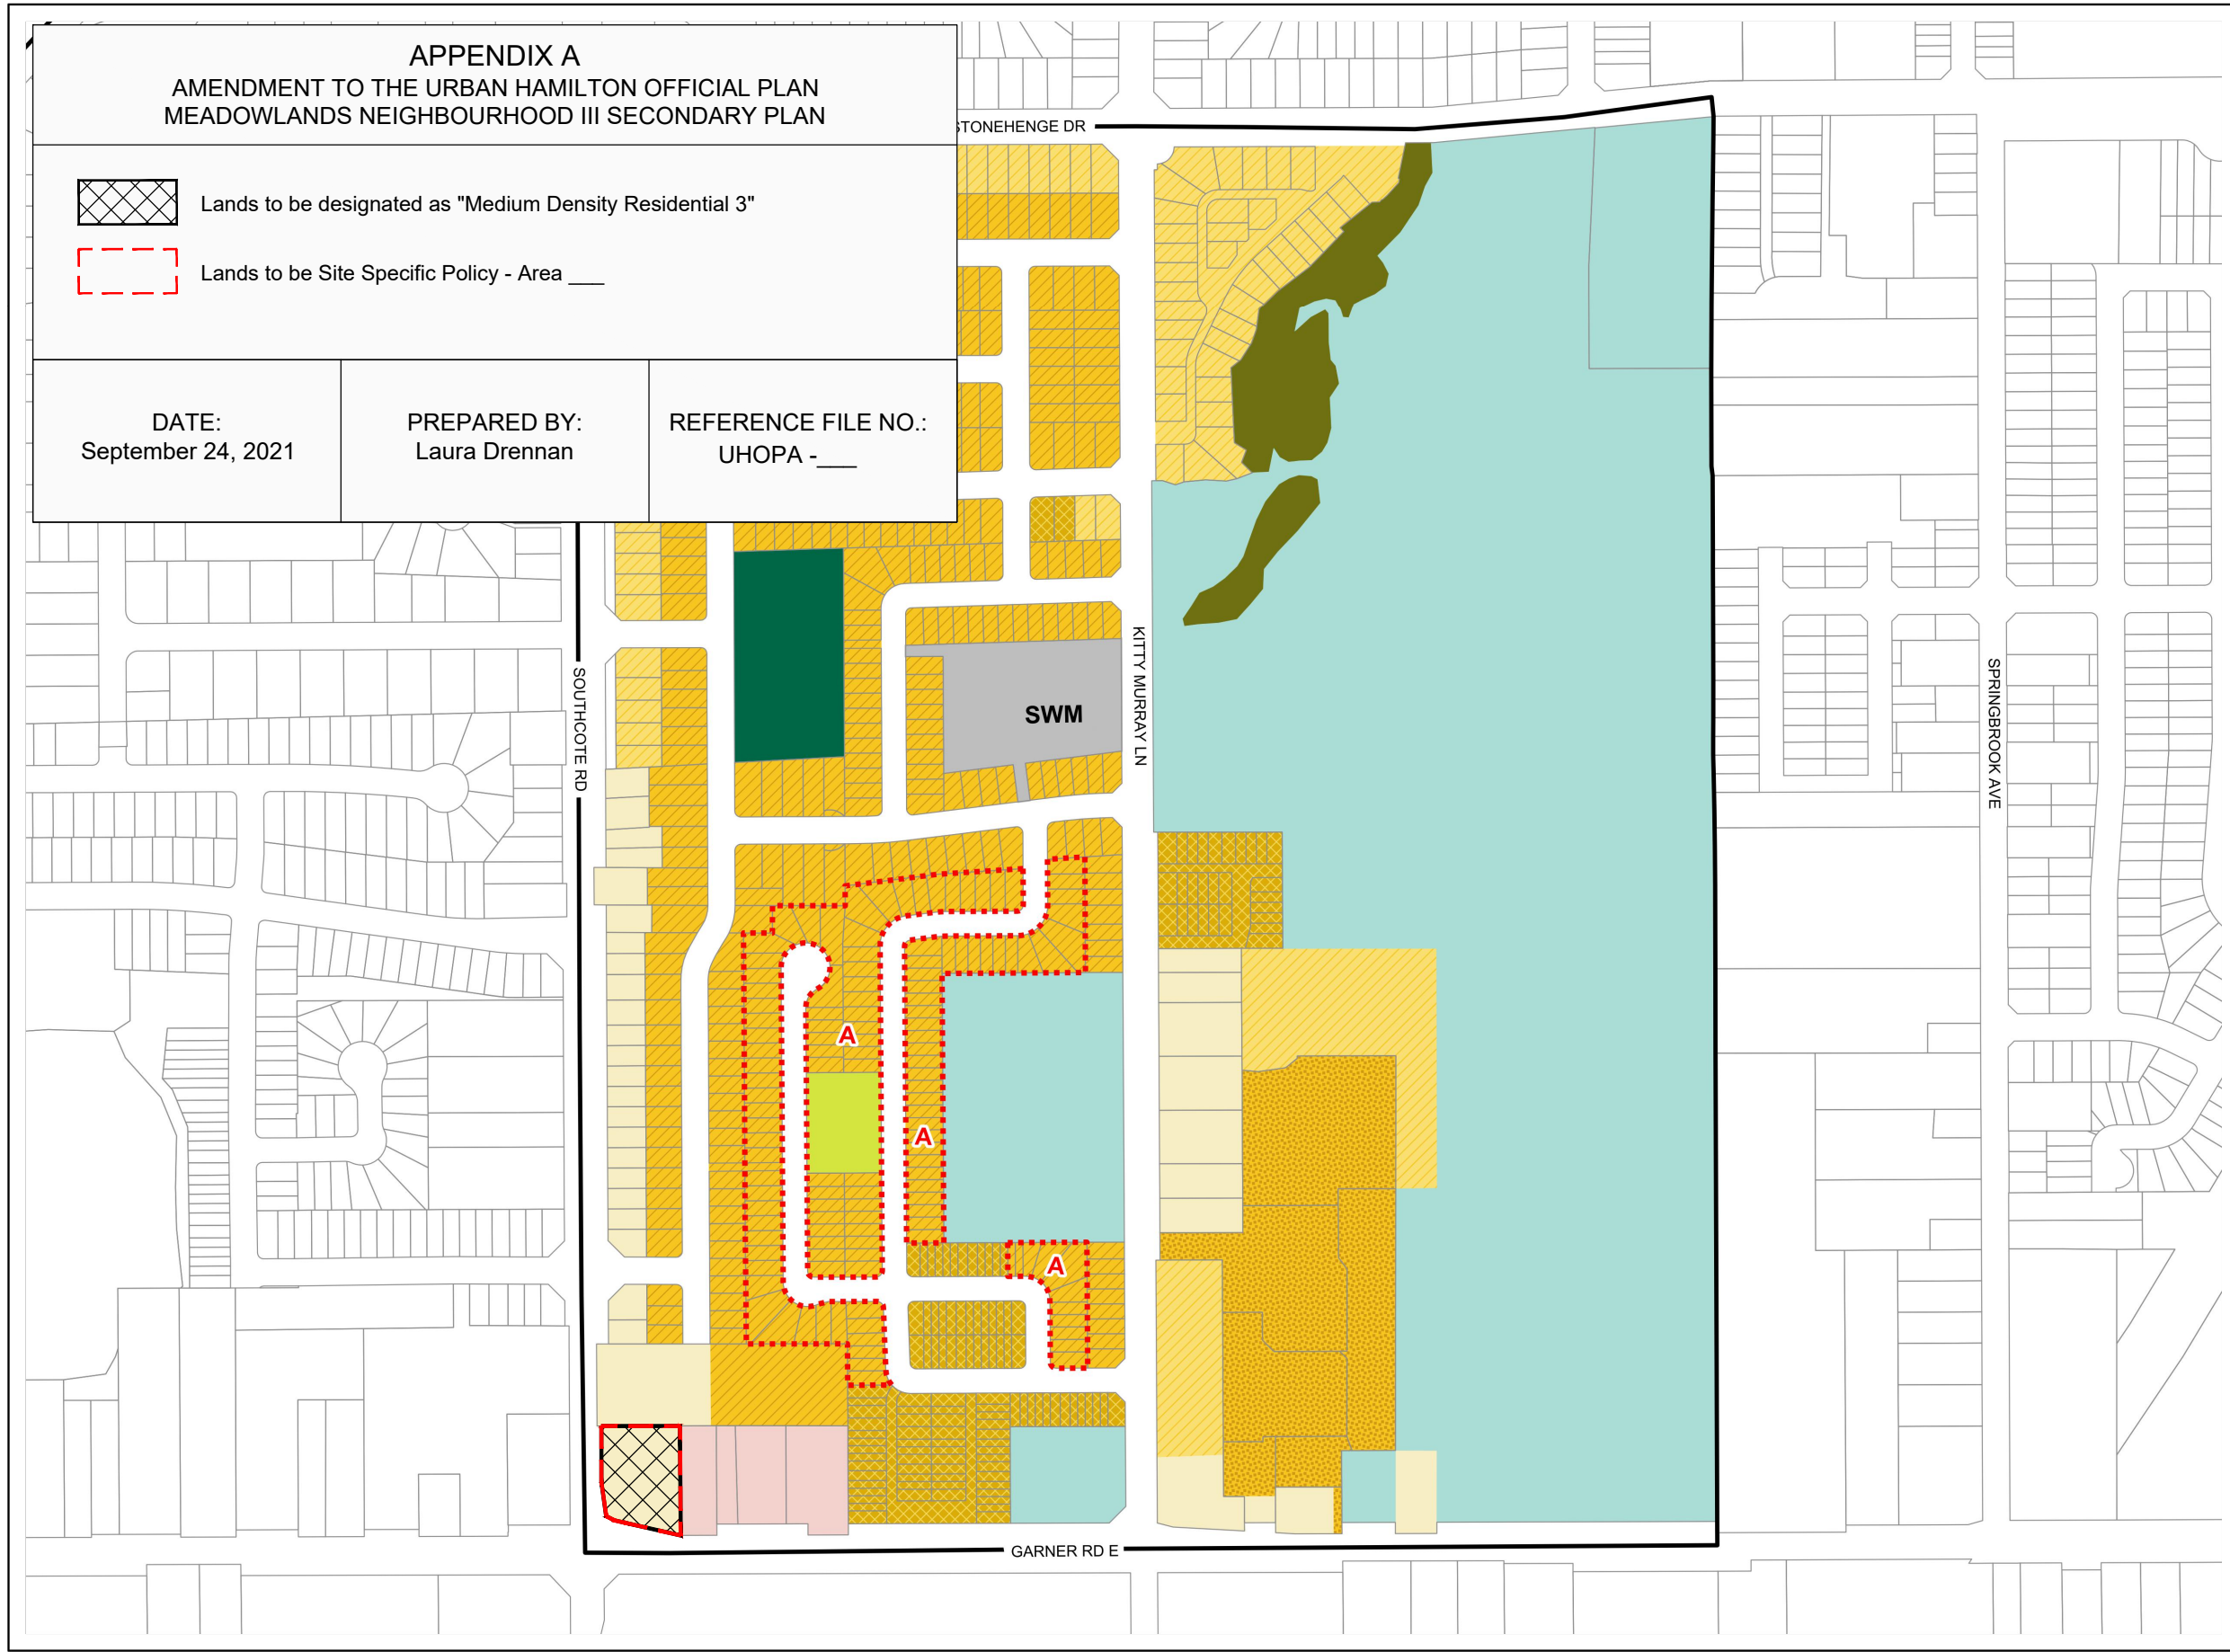 APPENDIX A
AMENDMENT TO THE URBAN HAMILTON OFFICIAL PLAN
MEADOWLANDS NEIGHBOURHOOD III SECONDARY PLAN
Lands to be designated as "Medium Density Residential 3"
Lands to be Site Specific Policy - Area ___
DATE:
September 24, 2021
PREPARED BY:
Laura Drennan
REFERENCE FILE NO.:
UHOPA -___
STONEHENGE DR
SOUTHCOTE RD
KITTY MURRAY LN
SPRINGBROOK AVE
SWM
A
A
A
GARNER RD E